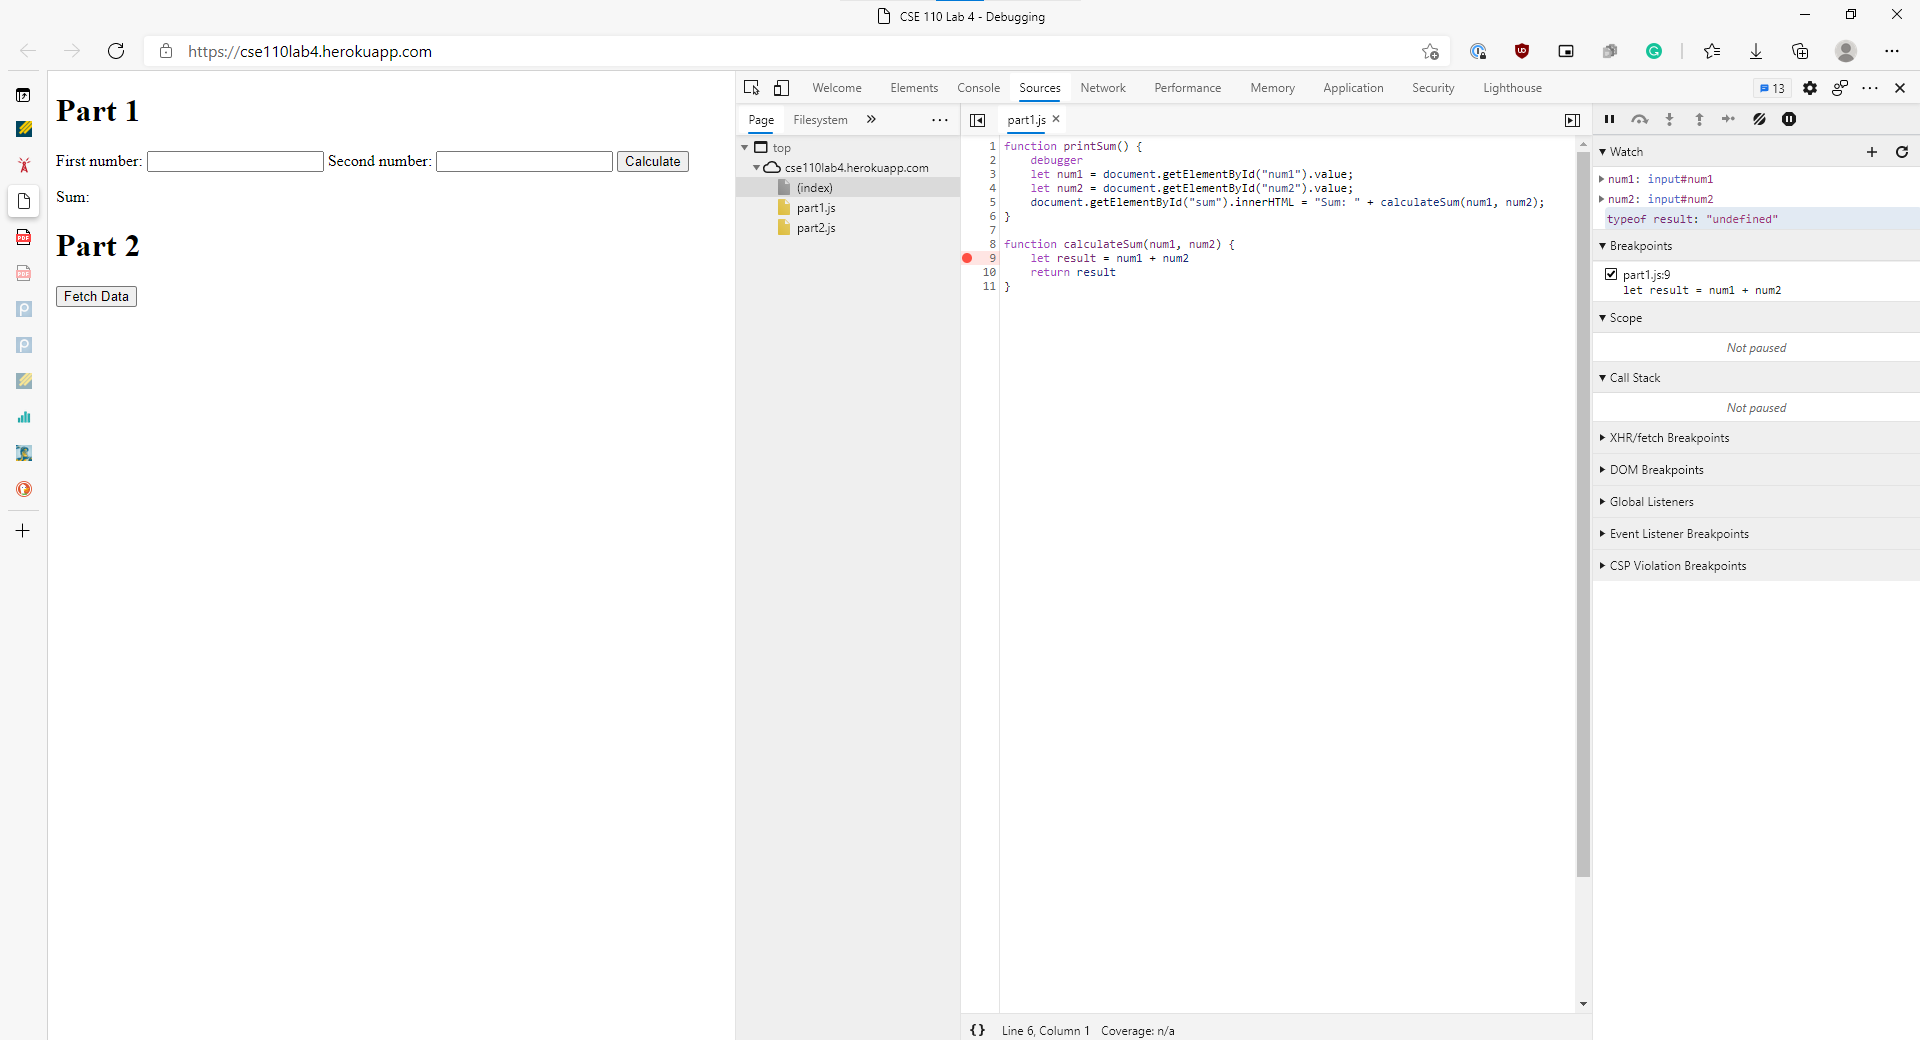 CSE 110 Lab 4 - Debugging
https://cse110lab4.herokuapp.com
Part 1
First number: Second number: Calculate
Sum:
Part 2
Fetch Data
Welcome Elements Console Sources Network Performance Memory Application Security Lighthouse 13
Page Filesystem
top
cse110lab4.herokuapp.com
(index)
part1.js
part2.js
part1.js
1 function printSum() {
2 debugger
3 let num1 = document.getElementById("num1").value;
4 let num2 = document.getElementById("num2").value;
5 document.getElementById("sum").innerHTML = "Sum: " + calculateSum(num1, num2);
6 }
7
8 function calculateSum(num1, num2) {
9 let result = num1 + num2
10 return result
11 }
{} Line 6, Column 1 Coverage: n/a
Watch
num1: input#num1
num2: input#num2
typeof result: "undefined"
Breakpoints
part1.js:9
let result = num1 + num2
Scope
Not paused
Call Stack
Not paused
XHR/fetch Breakpoints
DOM Breakpoints
Global Listeners
Event Listener Breakpoints
CSP Violation Breakpoints